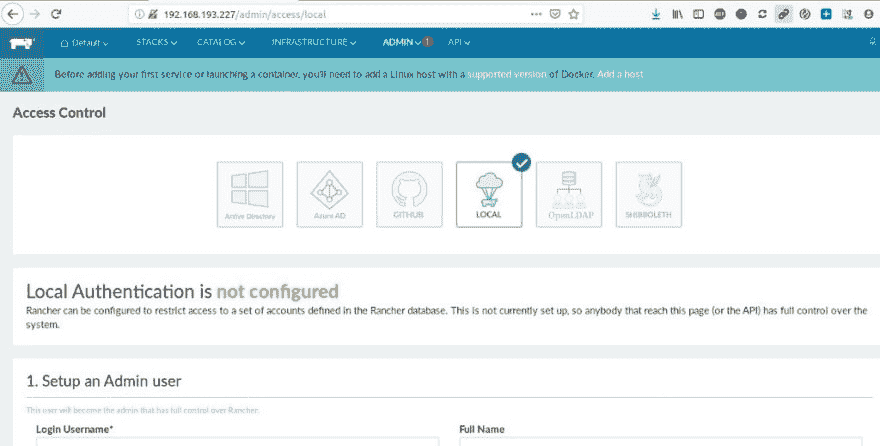 192.168.193.227/admin/access/local
Default STACKS CATALOG INFRASTRUCTURE ADMIN 1 API
Before adding your first service or launching a container, you'll need to add a Linux host with a supported version of Docker. Add a host
Access Control
Active Directory Azure AD GITHUB LOCAL OpenLDAP SHIBBOLETH
Local Authentication is not configured
Rancher can be configured to restrict access to a set of accounts defined in the Rancher database. This is not currently set up, so anybody that reach this page (or the API) has full control over the
system.
1. Setup an Admin user
This user will become the admin that has full control over Rancher.
Login Username* Full Name